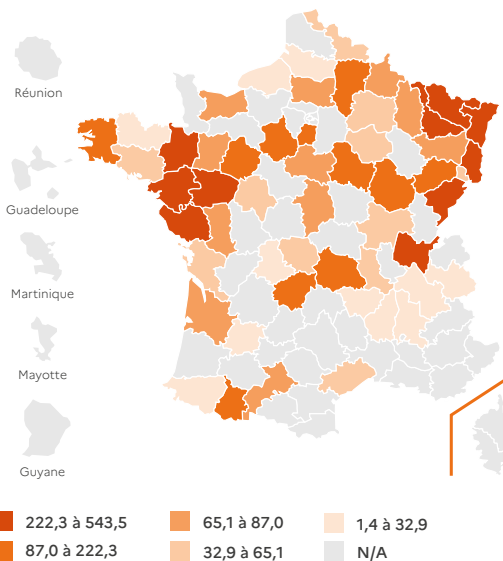 Réunion
Guadeloupe
Martinique
Mayotte
Guyane
222,3 à 543,5
65,1 à 87,0
1,4 à 32,9
87,0 à 222,3
32,9 à 65,1
N/A